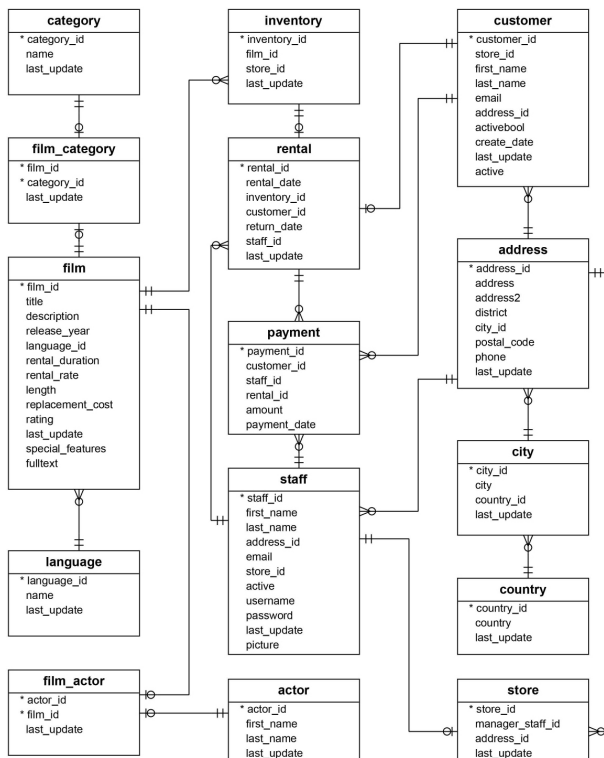 category
* category_id
name
last_update
film_category
* film_id
* category_id
last_update
film
* film_id
title
description
release_year
language_id
rental_duration
rental_rate
length
replacement_cost
rating
last_update
special_features
fulltext
language
* language_id
name
last_update
film_actor
* actor_id
* film_id
last_update
inventory
* inventory_id
film_id
store_id
last_update
rental
* rental_id
rental_date
inventory_id
customer_id
return_date
staff_id
last_update
payment
* payment_id
customer_id
staff_id
rental_id
amount
payment_date
staff
* staff_id
first_name
last_name
address_id
email
store_id
active
username
password
last_update
picture
actor
* actor_id
first_name
last_name
last_update
customer
* customer_id
store_id
first_name
last_name
email
address_id
activebool
create_date
last_update
active
address
* address_id
address
address2
district
city_id
postal_code
phone
last_update
city
* city_id
city
country_id
last_update
country
* country_id
country
last_update
store
* store_id
manager_staff_id
address_id
last_update